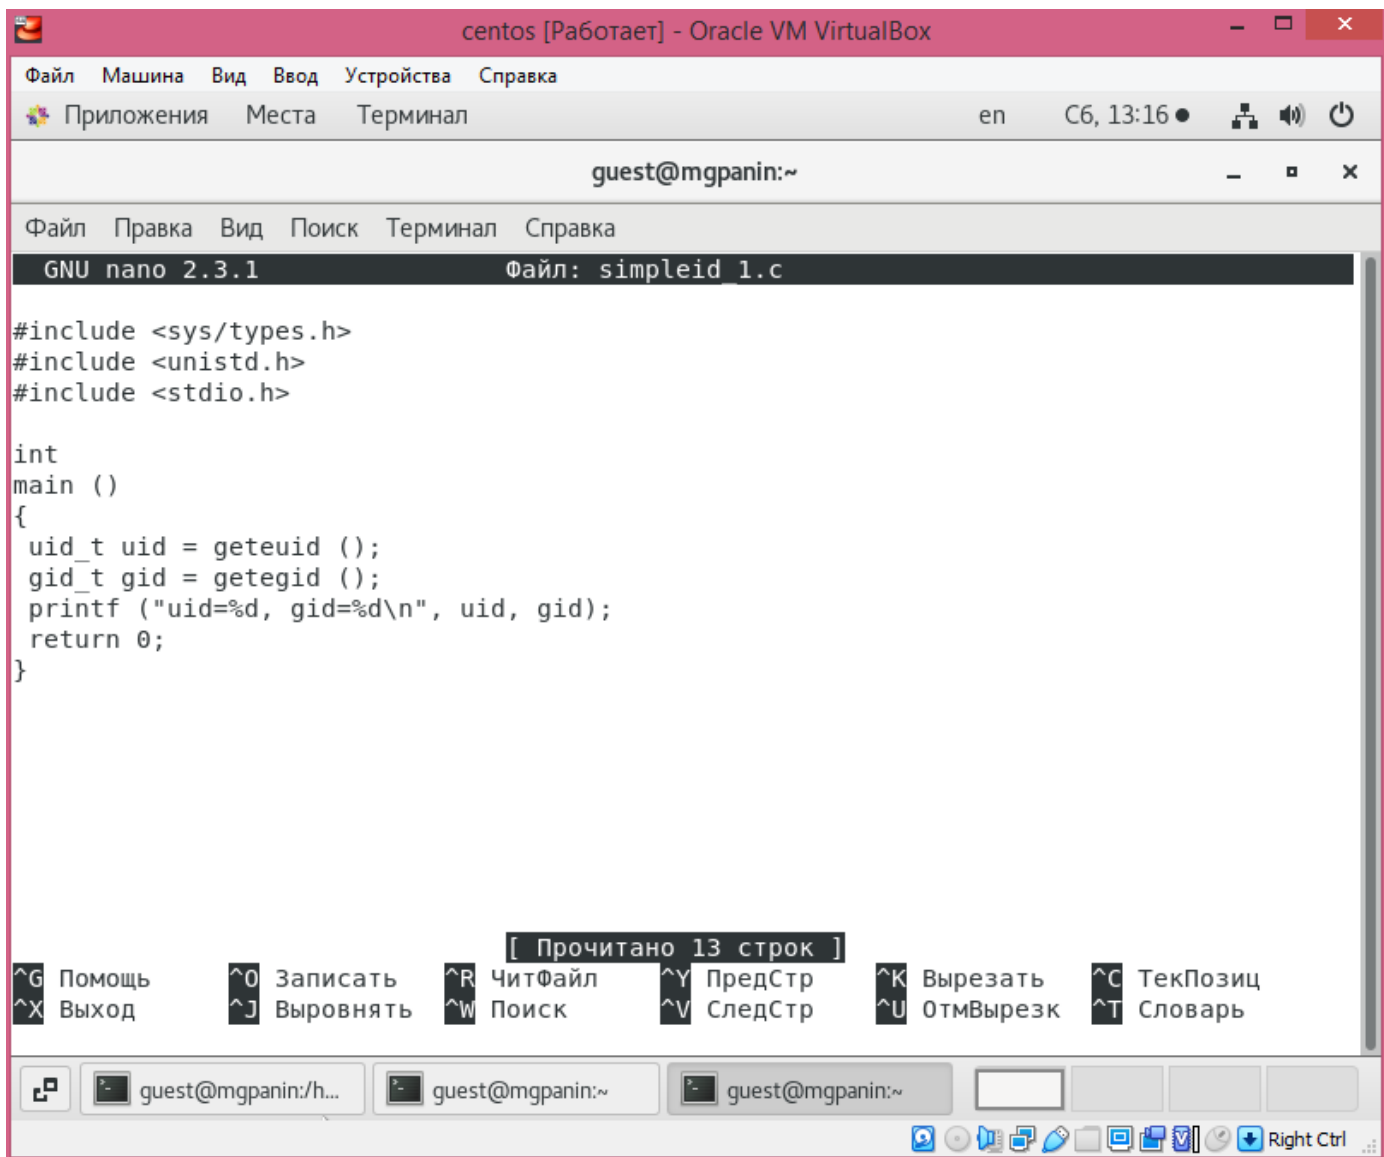 centos [Работает] - Oracle VM VirtualBox
Файл Машина Вид Ввод Устройства Справка
Приложения Места Терминал en Сб, 13:16
guest@mgpanin:~
Файл Правка Вид Поиск Терминал Справка
GNU nano 2.3.1 Файл: simpleid_1.c
#include <sys/types.h>
#include <unistd.h>
#include <stdio.h>
int
main ()
{
uid_t uid = geteuid ();
gid_t gid = getegid ();
printf ("uid=%d, gid=%d\n", uid, gid);
return 0;
}
[ Прочитано 13 строк ]
^G Помощь ^O Записать ^R ЧитФайл ^Y ПредСтр ^K Вырезать ^C ТекПозиц
^X Выход ^J Выровнять ^W Поиск ^V СледСтр ^U ОтмВырезк ^T Словарь
guest@mgpanin:/h... guest@mgpanin:~ guest@mgpanin:~
Right Ctrl